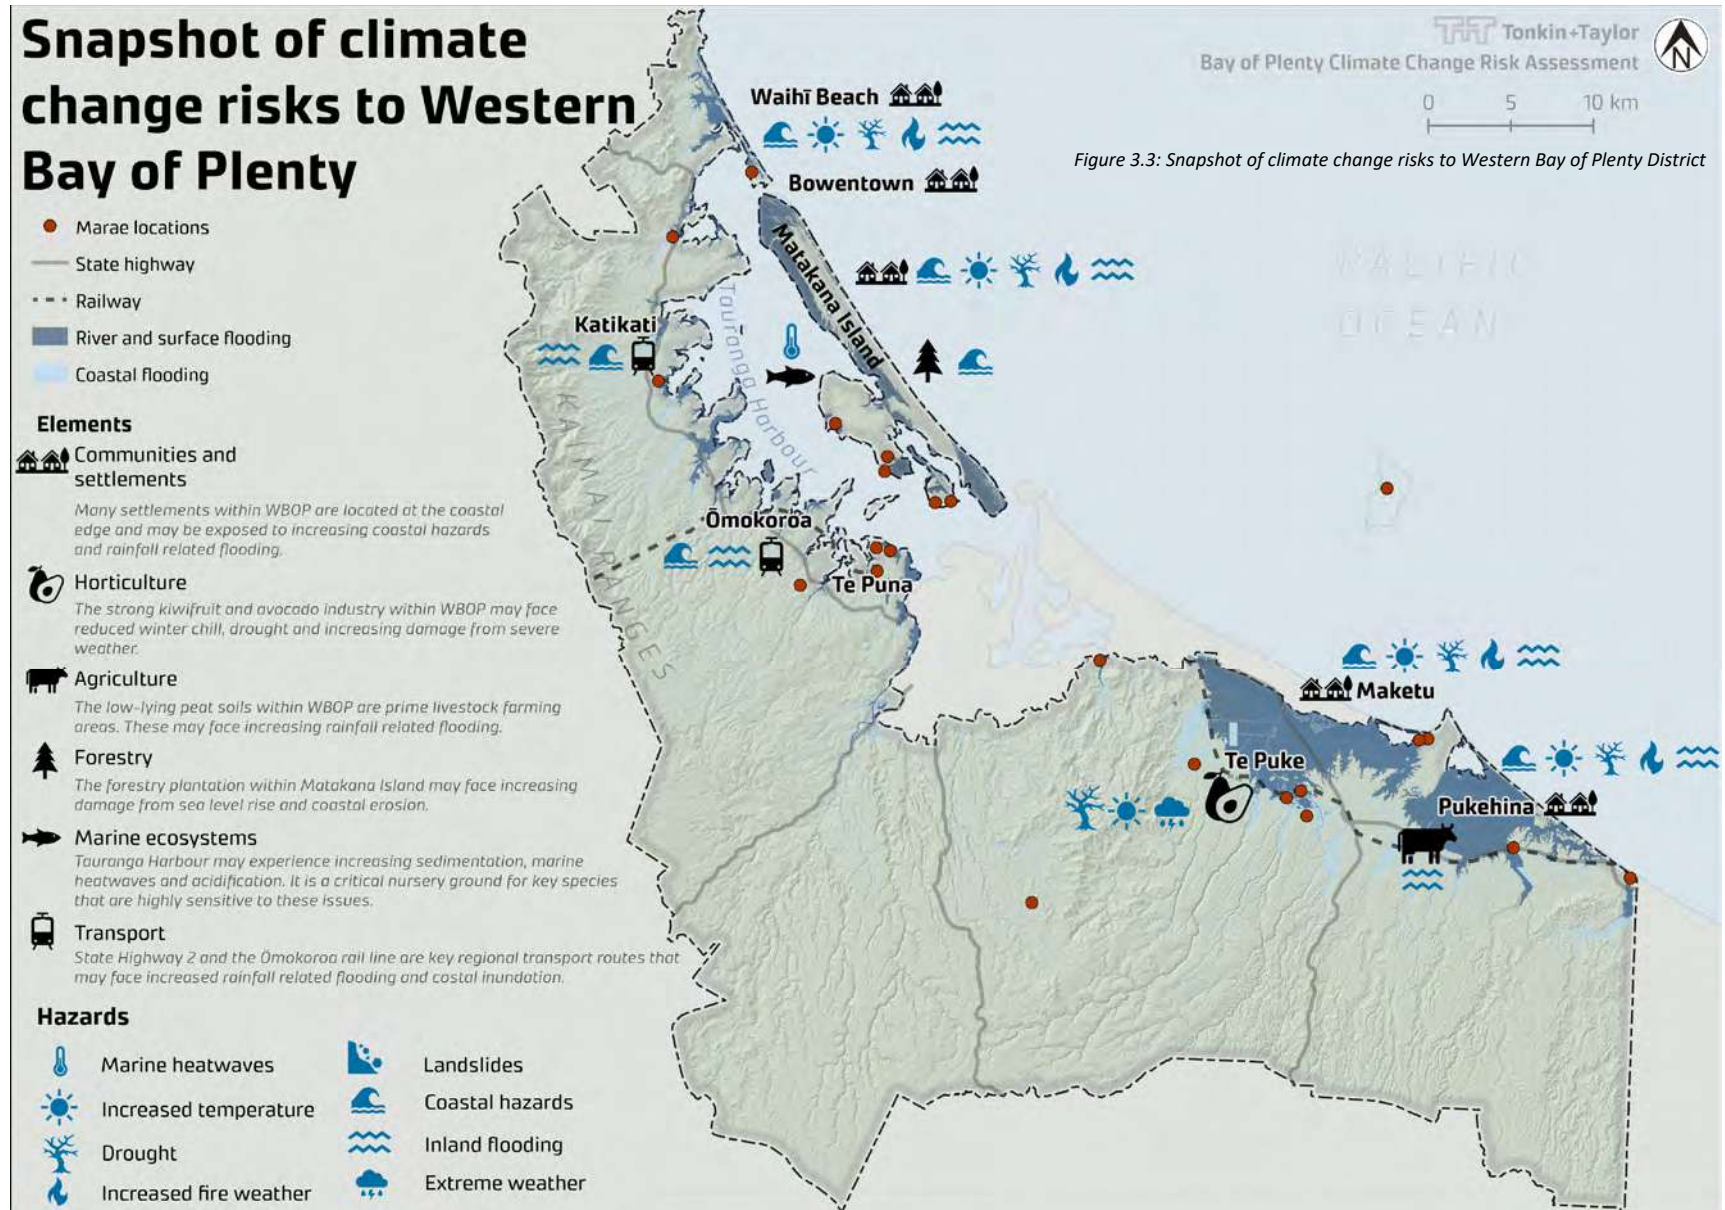 Snapshot of climate
change risks to Western
Bay of Plenty
Marae locations
State highway
Railway
River and surface flooding
Coastal flooding
Elements
Communities and
settlements
Many settlements within WBOP are located at the coastal
edge and may be exposed to increasing coastal hazards
and rainfall related flooding.
Horticulture
The strong kiwifruit and avocado industry within WBOP may face
reduced winter chill, drought and increasing damage from severe
weather.
Agriculture
The low-lying peat soils within WBOP are prime livestock farming
areas. These may face increasing rainfall related flooding.
Forestry
The forestry plantation within Matakana Island may face increasing
damage from sea level rise and coastal erosion.
Marine ecosystems
Tauranga Harbour may experience increasing sedimentation, marine
heatwaves and acidification. It is a critical nursery ground for key species
that are highly sensitive to these issues.
Transport
State Highway 2 and the Ōmokoroa rail line are key regional transport routes that
may face increased rainfall related flooding and costal inundation.
Hazards
Marine heatwaves
Increased temperature
Drought
Increased fire weather
Landslides
Coastal hazards
Inland flooding
Extreme weather
T+T Tonkin+Taylor
Bay of Plenty Climate Change Risk Assessment
N
0 5 10 km
Figure 3.3: Snapshot of climate change risks to Western Bay of Plenty District
Waihī Beach
Bowentown
Matakana Island
Katikati
Tauranga Harbour
KAIMAI RANGES
Ōmokoroa
Te Puna
OCEAN
Maketu
Te Puke
Pukehina